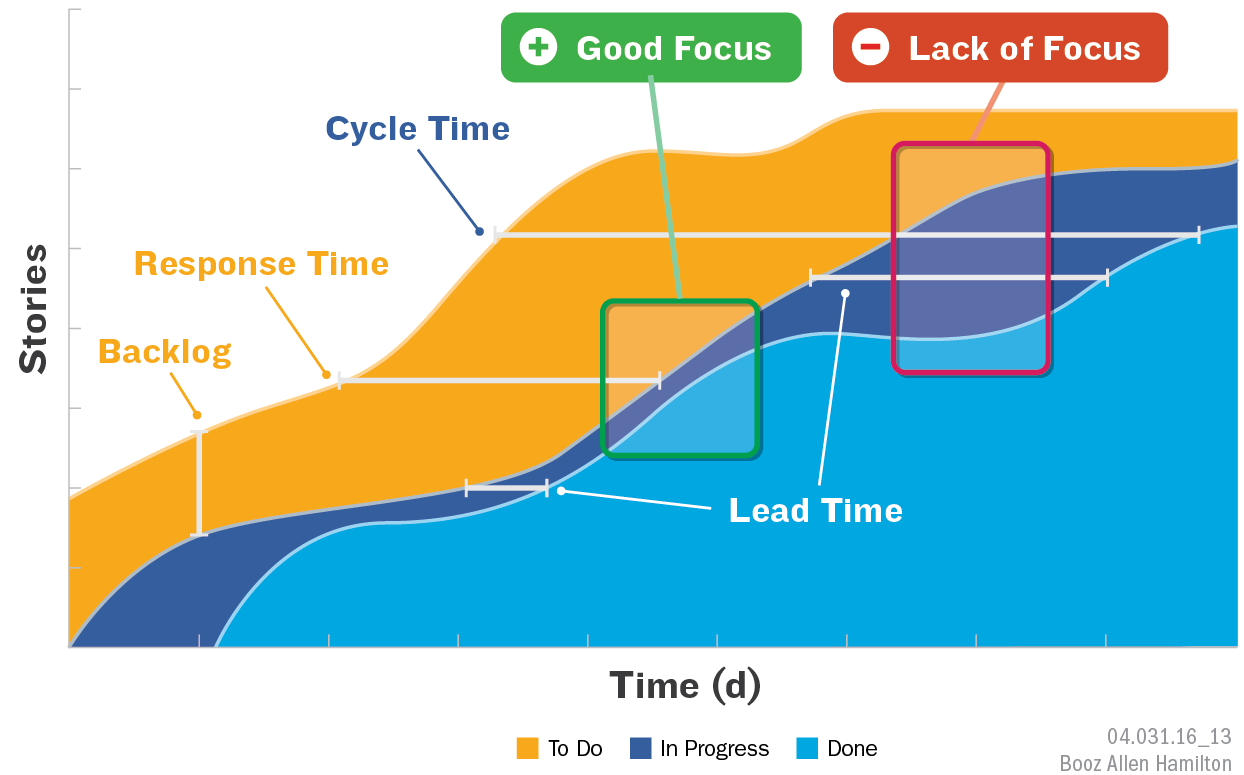 Good Focus
Lack of Focus
Cycle Time
Response Time
Backlog
Stories
Lead Time
Time (d)
To Do
In Progress
Done
04.031.16_13
Booz Allen Hamilton